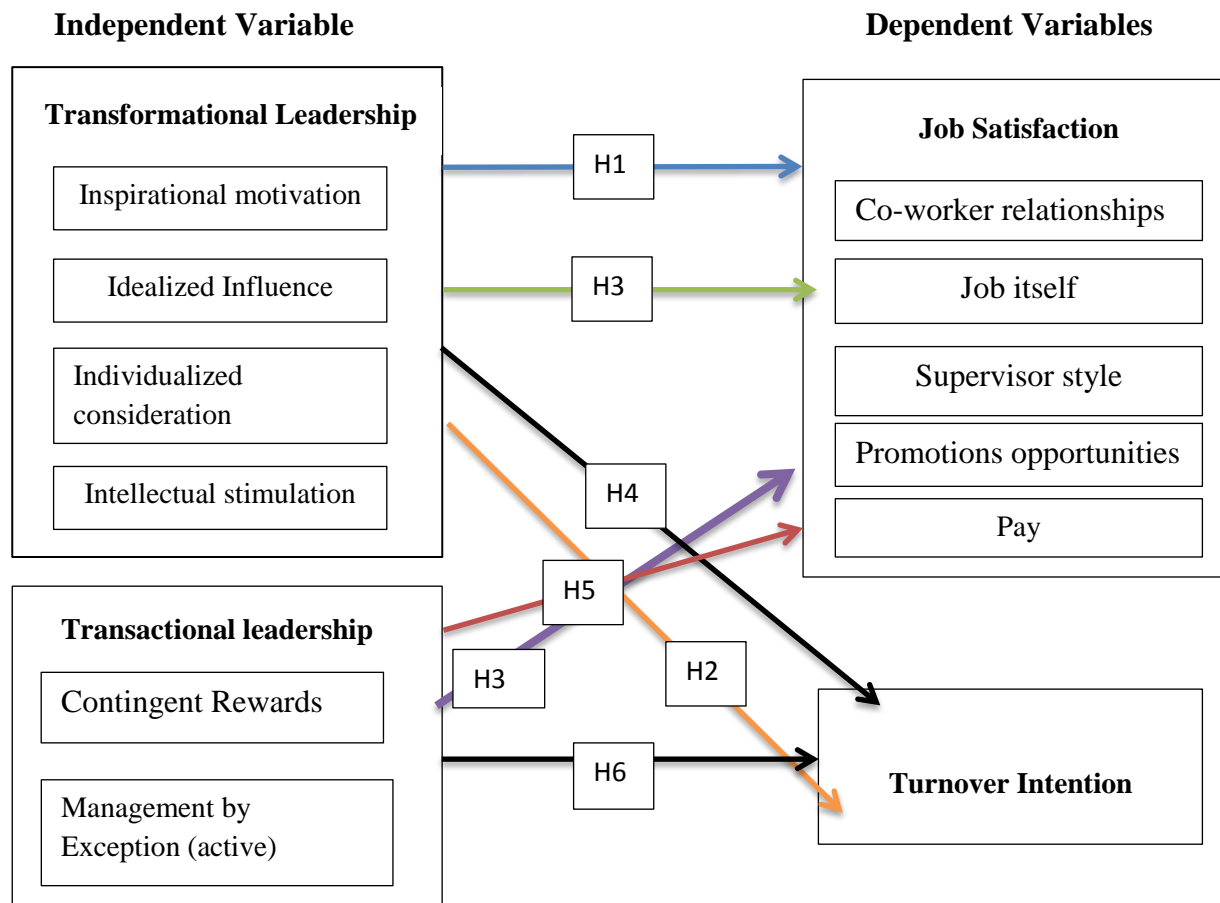 Independent Variable
Dependent Variables
Transformational Leadership
Inspirational motivation
Idealized Influence
Individualized
consideration
Intellectual stimulation
Transactional leadership
Contingent Rewards
Management by
Exception (active)
H1
H3
H4
H5
H3
H2
H6
Job Satisfaction
Co-worker relationships
Job itself
Supervisor style
Promotions opportunities
Pay
Turnover Intention